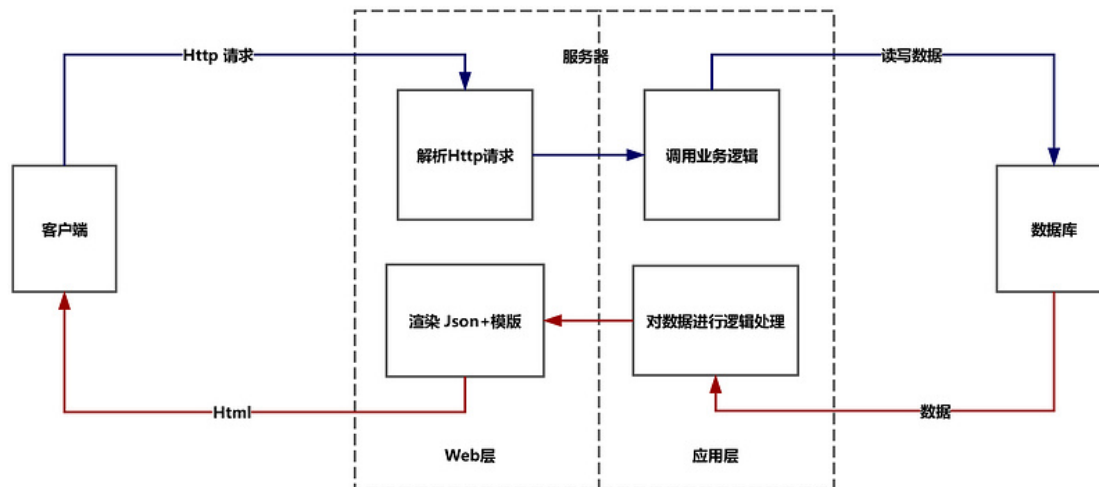 Http 请求
服务器
读写数据
解析Http请求
调用业务逻辑
客户端
数据库
渲染 Json+模版
对数据进行逻辑处理
Html
数据
Web层
应用层